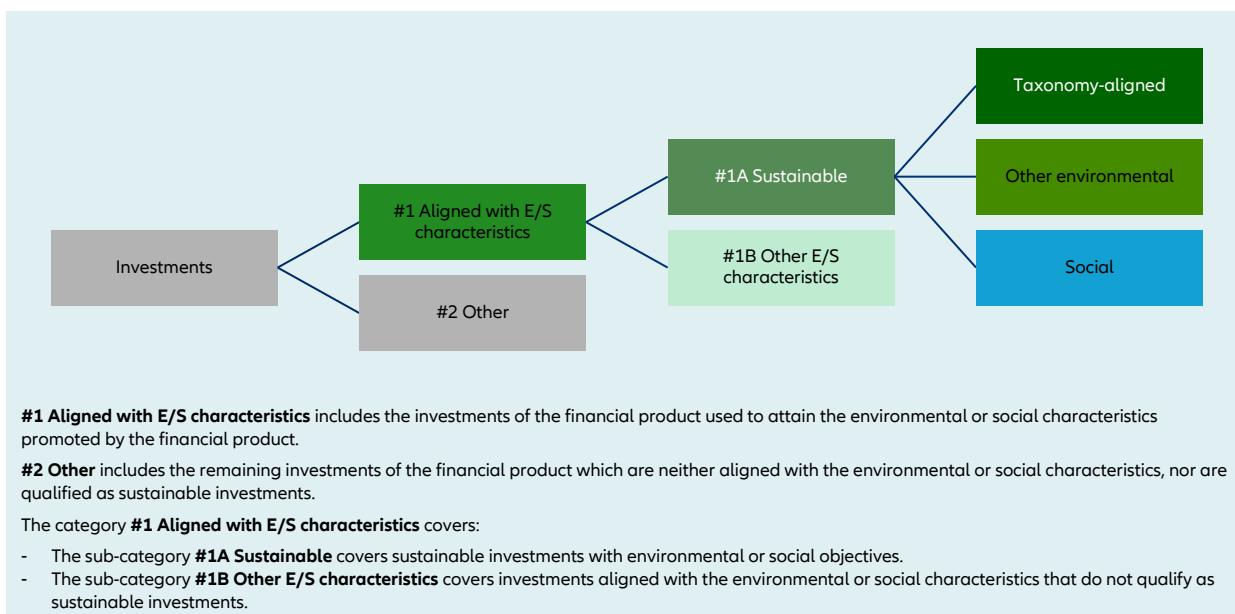 Taxonomy-aligned
#1A Sustainable
Other environmental
#1 Aligned with E/S
characteristics
Investments
#1B Other E/S
characteristics
Social
#2 Other
#1 Aligned with E/S characteristics includes the investments of the financial product used to attain the environmental or social characteristics
promoted by the financial product.
#2 Other includes the remaining investments of the financial product which are neither aligned with the environmental or social characteristics, nor are
qualified as sustainable investments.
The category #1 Aligned with E/S characteristics covers:
- The sub-category #1A Sustainable covers sustainable investments with environmental or social objectives.
- The sub-category #1B Other E/S characteristics covers investments aligned with the environmental or social characteristics that do not qualify as
sustainable investments.